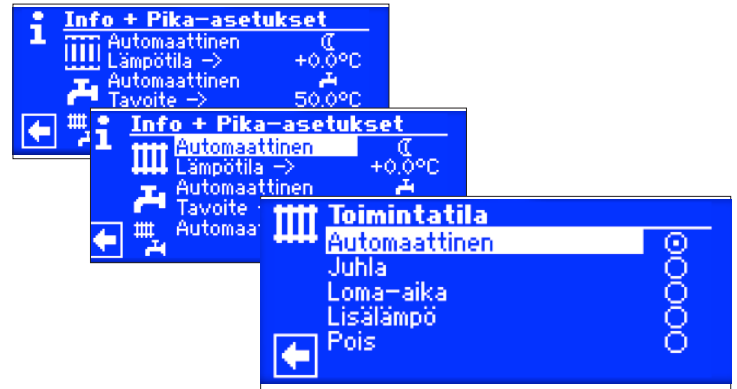 Info + Pika-asetukset
Automaattinen
Lämpötila -> +0.0°C
Automaattinen
Tavoite -> 50.0°C
Info + Pika-asetukset
Automaattinen
Lämpötila -> +0.0°C
Automaattinen
Tavoite
Automaat
Toimintatila
Automaattinen
Juhla
Loma-aika
Lisälämpö
Pois